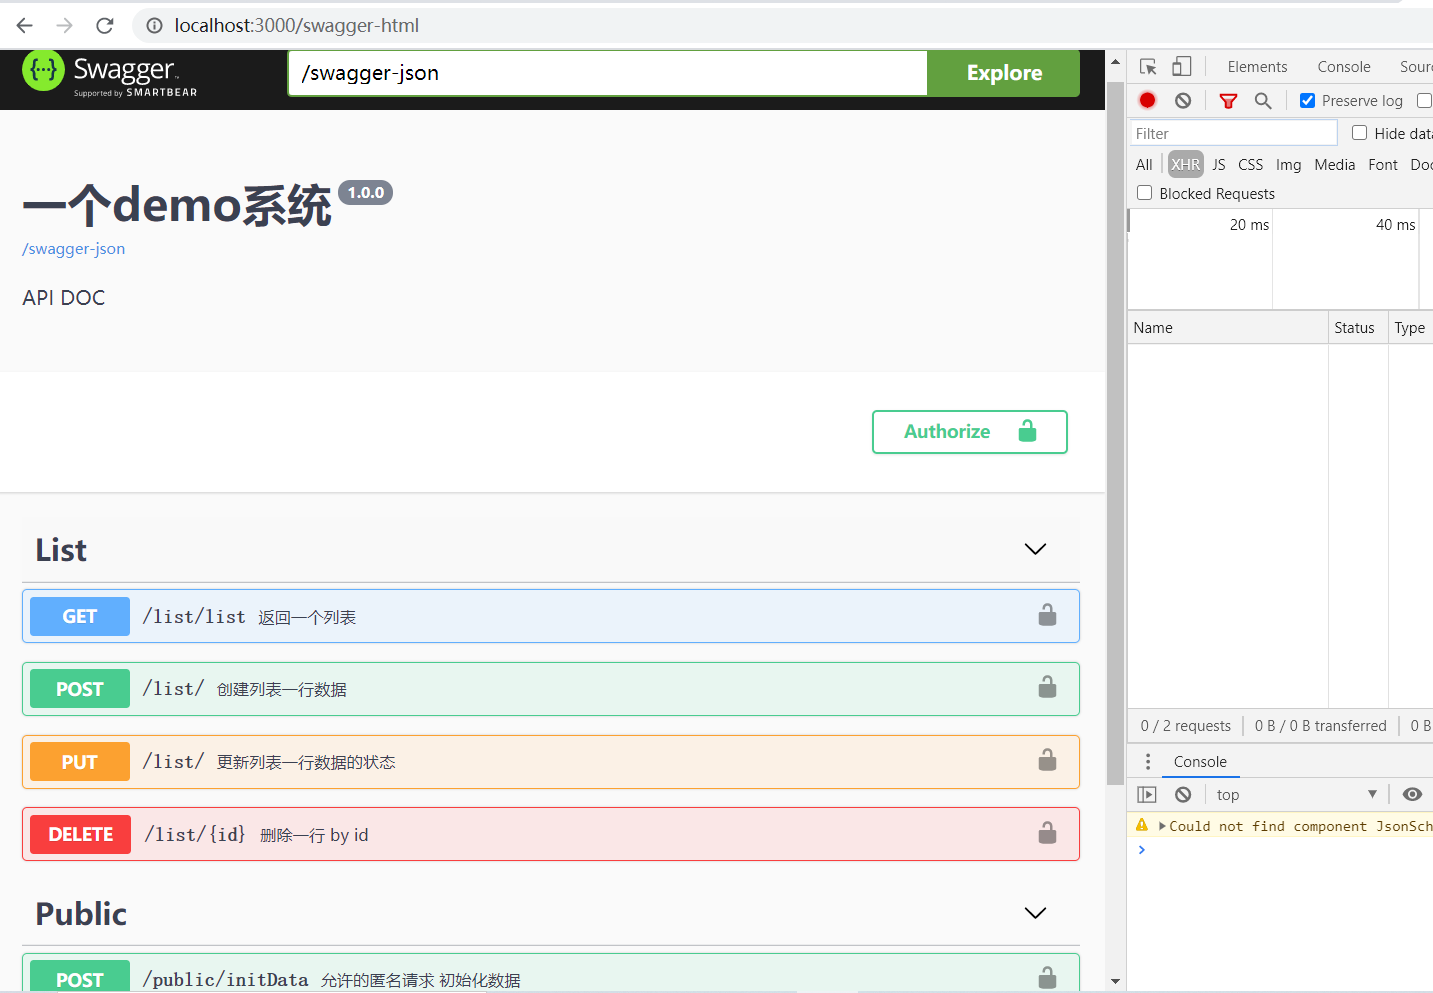 localhost:3000/swagger-html
Swagger
Supported by SMARTBEAR
/swagger-json
Explore
一个demo系统 1.0.0
/swagger-json
API DOC
Authorize
List
GET /list/list 返回一个列表
POST /list/ 创建列表一行数据
PUT /list/ 更新列表一行数据的状态
DELETE /list/{id} 删除一行 by id
Public
POST /public/initData 允许的匿名请求 初始化数据
Elements Console Sour
Preserve log
Filter Hide data
All XHR JS CSS Img Media Font Doc
Blocked Requests
20 ms 40 ms
Name Status Type
0 / 2 requests 0 B / 0 B transferred 0 B
Console
top
Could not find component JsonSch